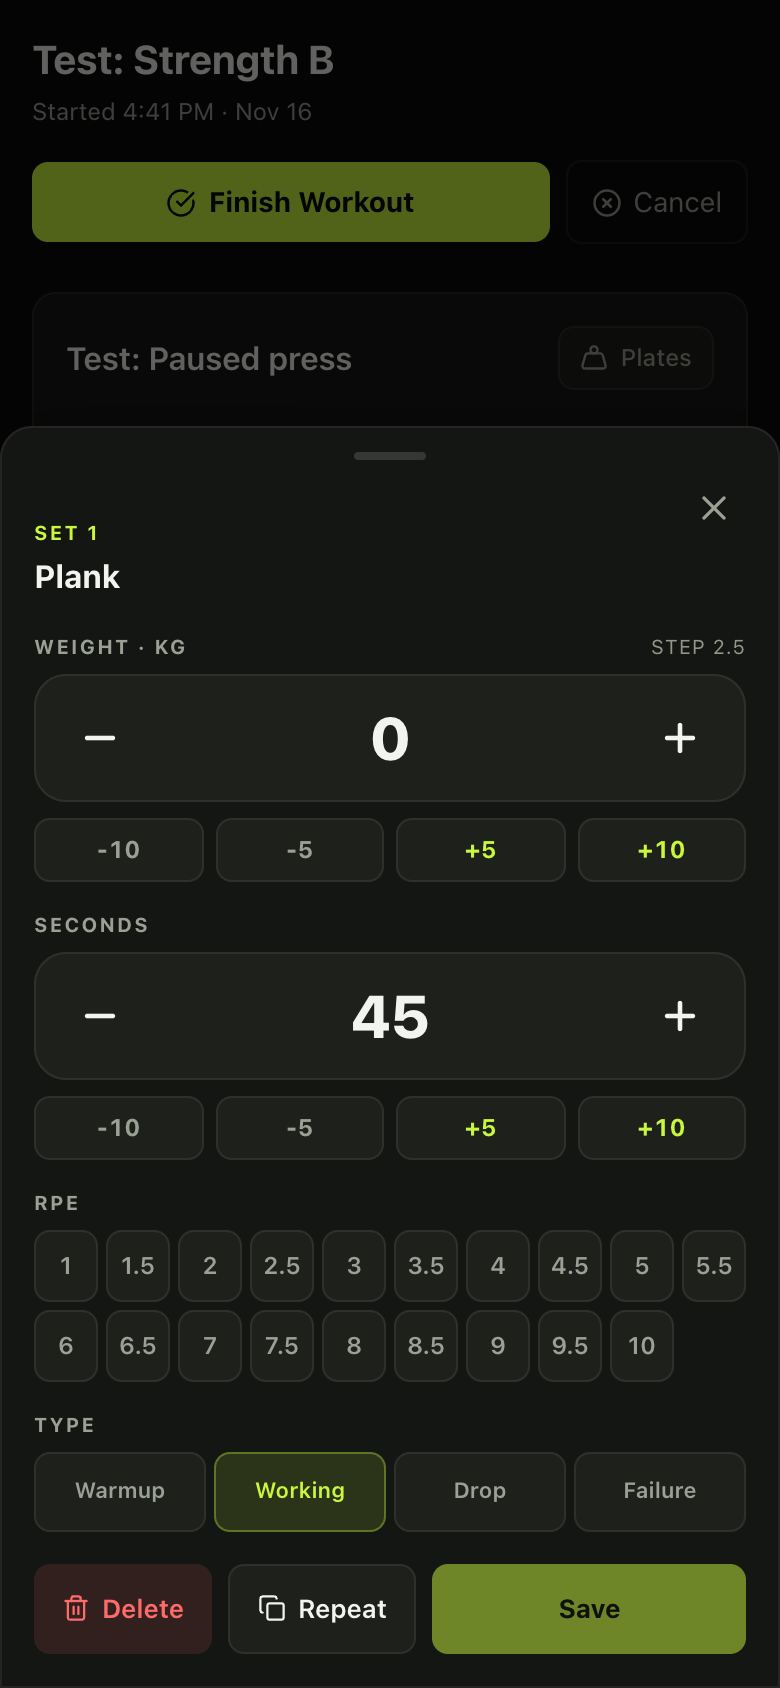 Test: Strength B
Started 4:41 PM · Nov 16
Finish Workout Cancel
Test: Paused press Plates
SET 1
Plank
WEIGHT · KG STEP 2.5
0
-10 -5 +5 +10
SECONDS
45
-10 -5 +5 +10
RPE
1 1.5 2 2.5 3 3.5 4 4.5 5 5.5
6 6.5 7 7.5 8 8.5 9 9.5 10
TYPE
Warmup Working Drop Failure
Delete Repeat Save